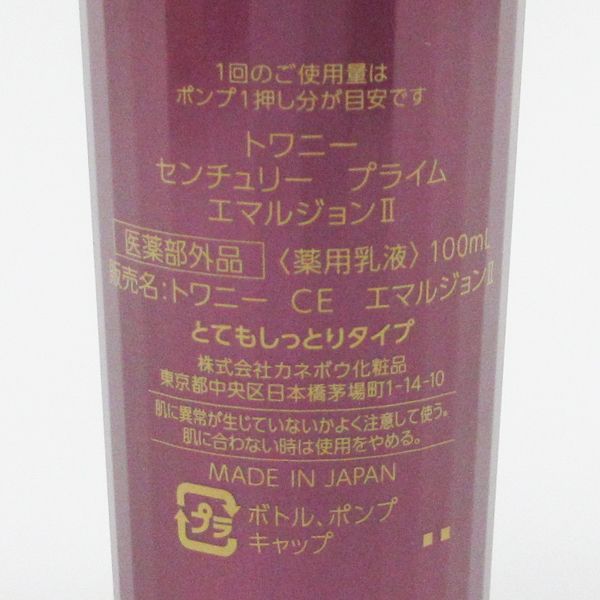 1回のご使用量は
ポンプ1押し分が目安です
トワニー
センチュリー プライム
エマルジョンⅡ
医薬部外品 〈薬用乳液〉 100mL
販売名:トワニー CE エマルジョンⅡ
とてもしっとりタイプ
株式会社カネボウ化粧品
東京都中央区日本橋茅場町1-14-10
肌に異常が生じていないかよく注意して使う。
肌に合わない時は使用をやめる。
MADE IN JAPAN
プラ ボトル、ポンプ
キャップ